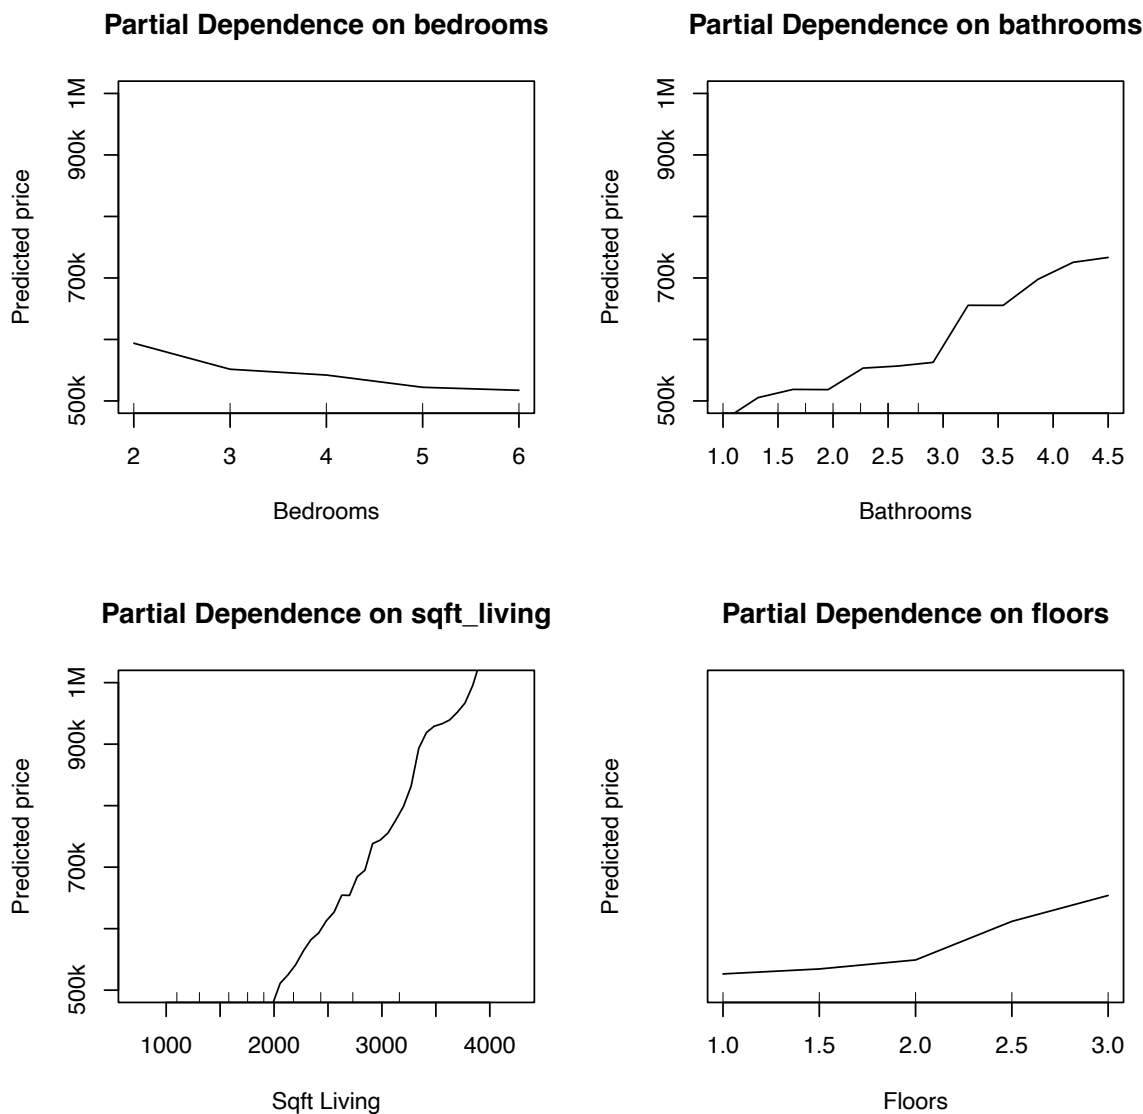 Partial Dependence on bedrooms
Predicted price
1M
900k
700k
500k
2 3 4 5 6
Bedrooms
Partial Dependence on bathrooms
Predicted price
1M
900k
700k
500k
1.0 1.5 2.0 2.5 3.0 3.5 4.0 4.5
Bathrooms
Partial Dependence on sqft_living
Predicted price
1M
900k
700k
500k
1000 2000 3000 4000
Sqft Living
Partial Dependence on floors
Predicted price
1.0 1.5 2.0 2.5 3.0
Floors